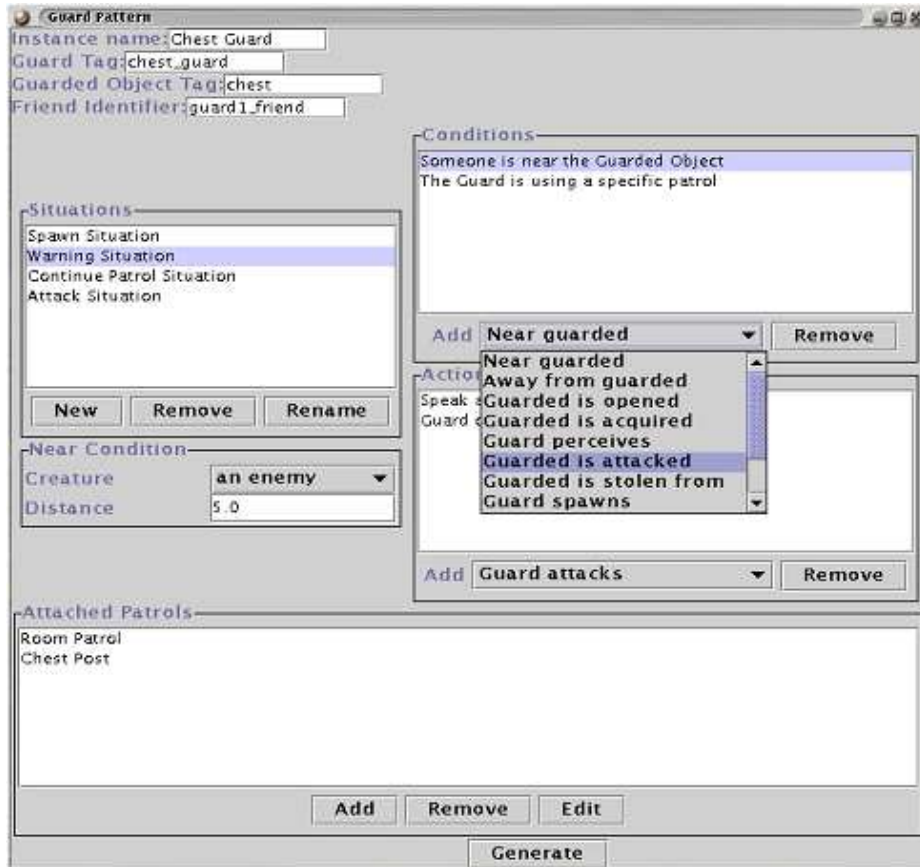 Guard Pattern
Instance name: Chest Guard
Guard Tag: chest_guard
Guarded Object Tag: chest
Friend Identifier: guard1_friend
Conditions
Someone is near the Guarded Object
The Guard is using a specific patrol
Add Near guarded Remove
Near guarded
Away from guarded
Guarded is opened
Guarded is acquired
Guard perceives
Guarded is attacked
Guarded is stolen from
Guard spawns
Situations
Spawn Situation
Warning Situation
Continue Patrol Situation
Attack Situation
New Remove Rename
Speak
Guard
Add Guard attacks Remove
Near Condition
Creature an enemy
Distance 5.0
Attached Patrols
Room Patrol
Chest Post
Add Remove Edit
Generate